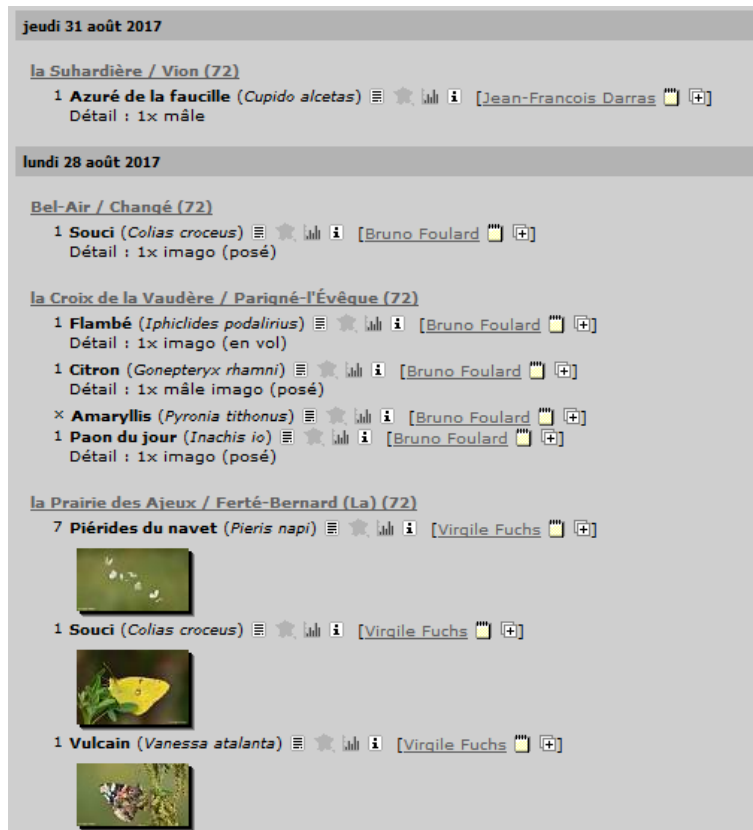 jeudi 31 août 2017
la Suhardière / Vion (72)
1 Azuré de la faucille (Cupido alcetas) [Jean-Francois Darras ]
Détail : 1x mâle
lundi 28 août 2017
Bel-Air / Changé (72)
1 Souci (Colias croceus) [Bruno Foulard ]
Détail : 1x imago (posé)
la Croix de la Vaudère / Parigné-l'Évêque (72)
1 Flambé (Iphiclides podalirius) [Bruno Foulard ]
Détail : 1x imago (en vol)
1 Citron (Gonepteryx rhamni) [Bruno Foulard ]
Détail : 1x mâle imago (posé)
× Amaryllis (Pyronia tithonus) [Bruno Foulard ]
1 Paon du jour (Inachis io) [Bruno Foulard ]
Détail : 1x imago (posé)
la Prairie des Ajeux / Ferté-Bernard (La) (72)
7 Piérides du navet (Pieris napi) [Virgile Fuchs ]
1 Souci (Colias croceus) [Virgile Fuchs ]
1 Vulcain (Vanessa atalanta) [Virgile Fuchs ]